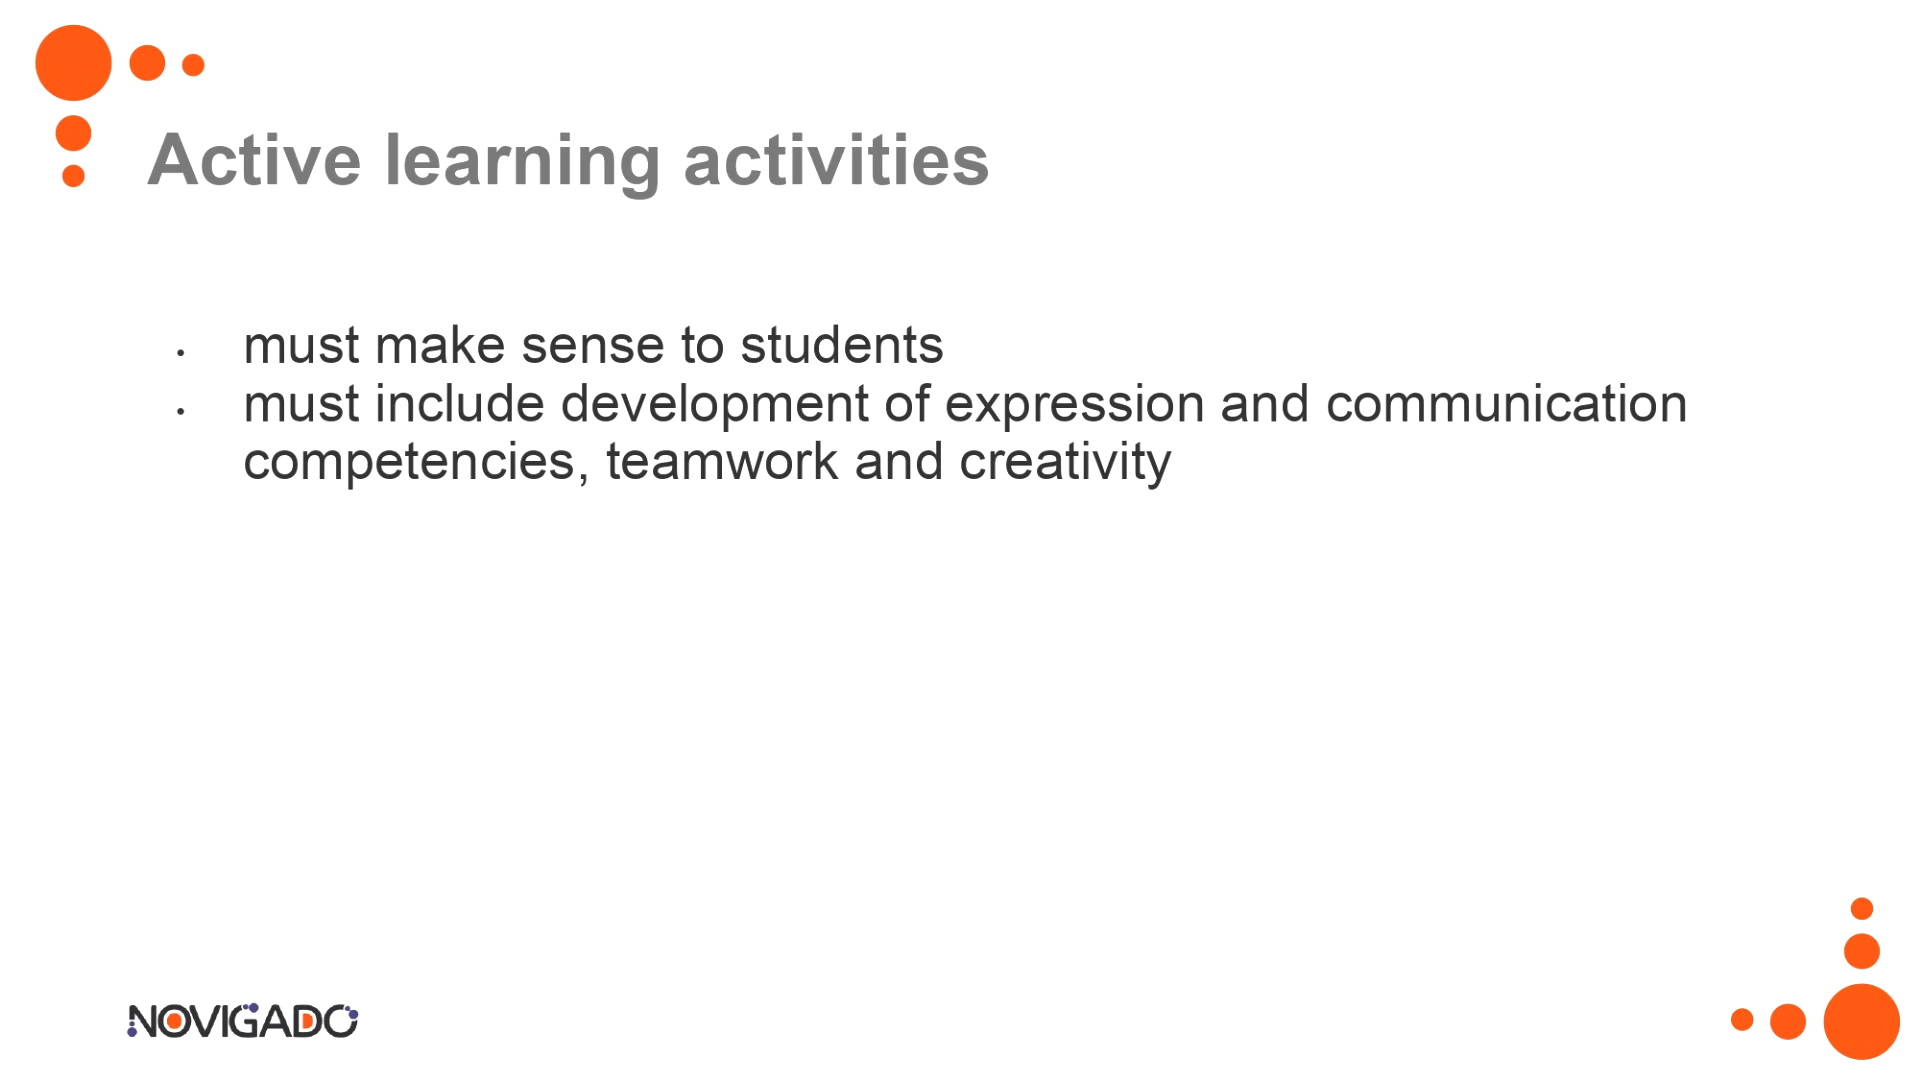 Active learning activities
• must make sense to students
• must include development of expression and communication
competencies, teamwork and creativity
NOVIGADO